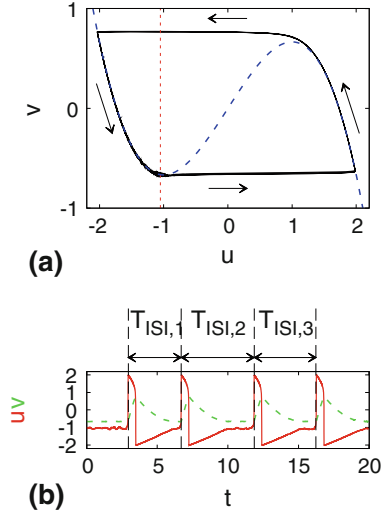 1
0
-1
v
-2 -1 0 1 2
u
(a)
T_ISI,1 T_ISI,2 T_ISI,3
2
1
0
-1
-2
u v
0 5 10 15 20
t
(b)